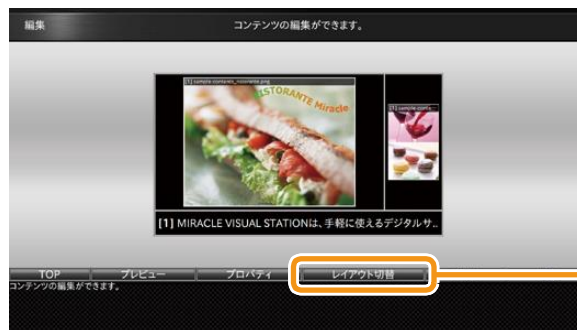 編集
コンテンツの編集ができます。
[1] sample-contents_ristorante.png
RISTORANTE Miracle
[1] sample-conte...
[1] MIRACLE VISUAL STATIONは、手軽に使えるデジタルサ...
TOP
プレビュー
プロパティ
レイアウト切替
コンテンツの編集ができます。